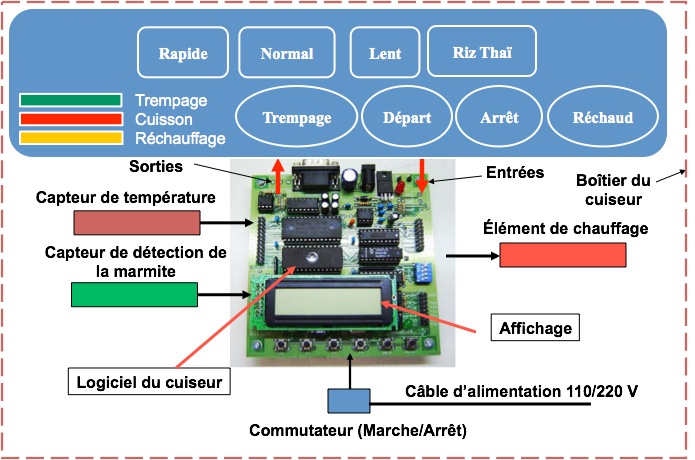 Rapide
Normal
Lent
Riz Thaï
Trempage
Cuisson
Réchauffage
Trempage
Départ
Arrêt
Réchaud
Sorties
Entrées
Boîtier du
cuiseur
Capteur de température
Élément de chauffage
Capteur de détection de
la marmite
Affichage
Logiciel du cuiseur
Câble d’alimentation 110/220 V
Commutateur (Marche/Arrêt)